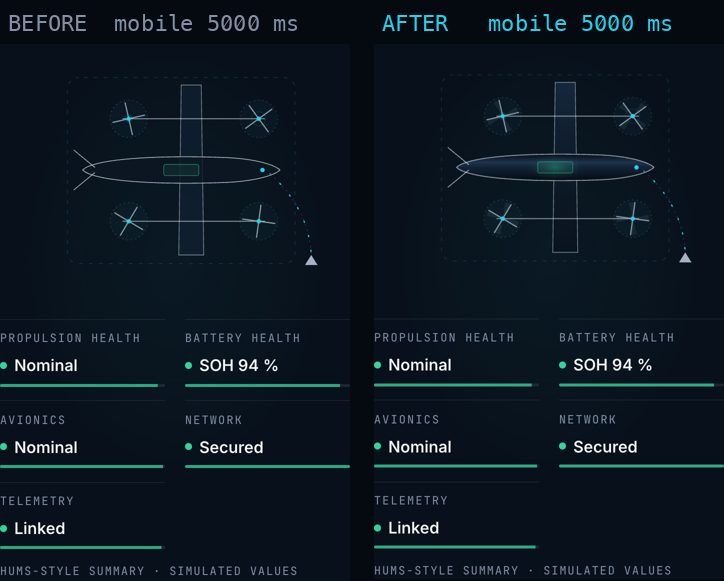 BEFORE mobile 5000 ms
PROPULSION HEALTH BATTERY HEALTH
Nominal SOH 94 %
AVIONICS NETWORK
Nominal Secured
TELEMETRY
Linked
HUMS-STYLE SUMMARY · SIMULATED VALUES
AFTER mobile 5000 ms
PROPULSION HEALTH BATTERY HEALTH
Nominal SOH 94 %
AVIONICS NETWORK
Nominal Secured
TELEMETRY
Linked
HUMS-STYLE SUMMARY · SIMULATED VALUES